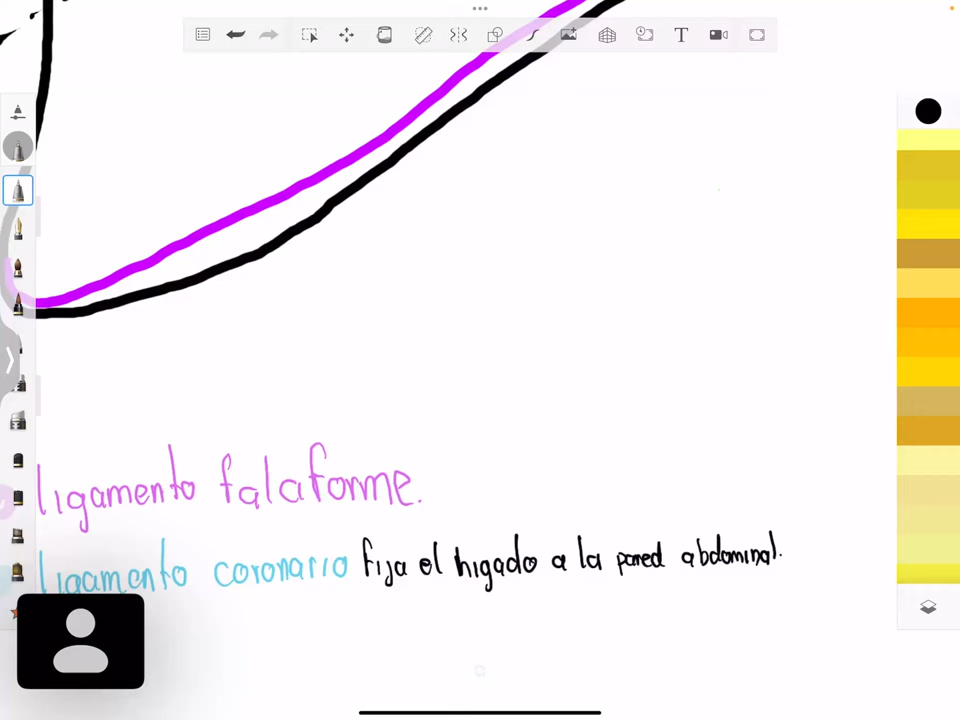 ligamento falaforme.
ligamento coronario fija el higado a la pared abdominal.